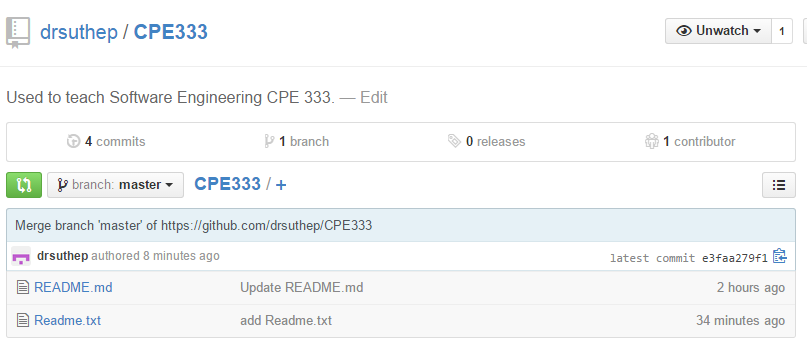 drsuthep / CPE333
Unwatch 1
Used to teach Software Engineering CPE 333. — Edit
4 commits 1 branch 0 releases 1 contributor
branch: master CPE333 / +
Merge branch 'master' of https://github.com/drsuthep/CPE333
drsuthep authored 8 minutes ago latest commit e3faa279f1
README.md Update README.md 2 hours ago
Readme.txt add Readme.txt 34 minutes ago